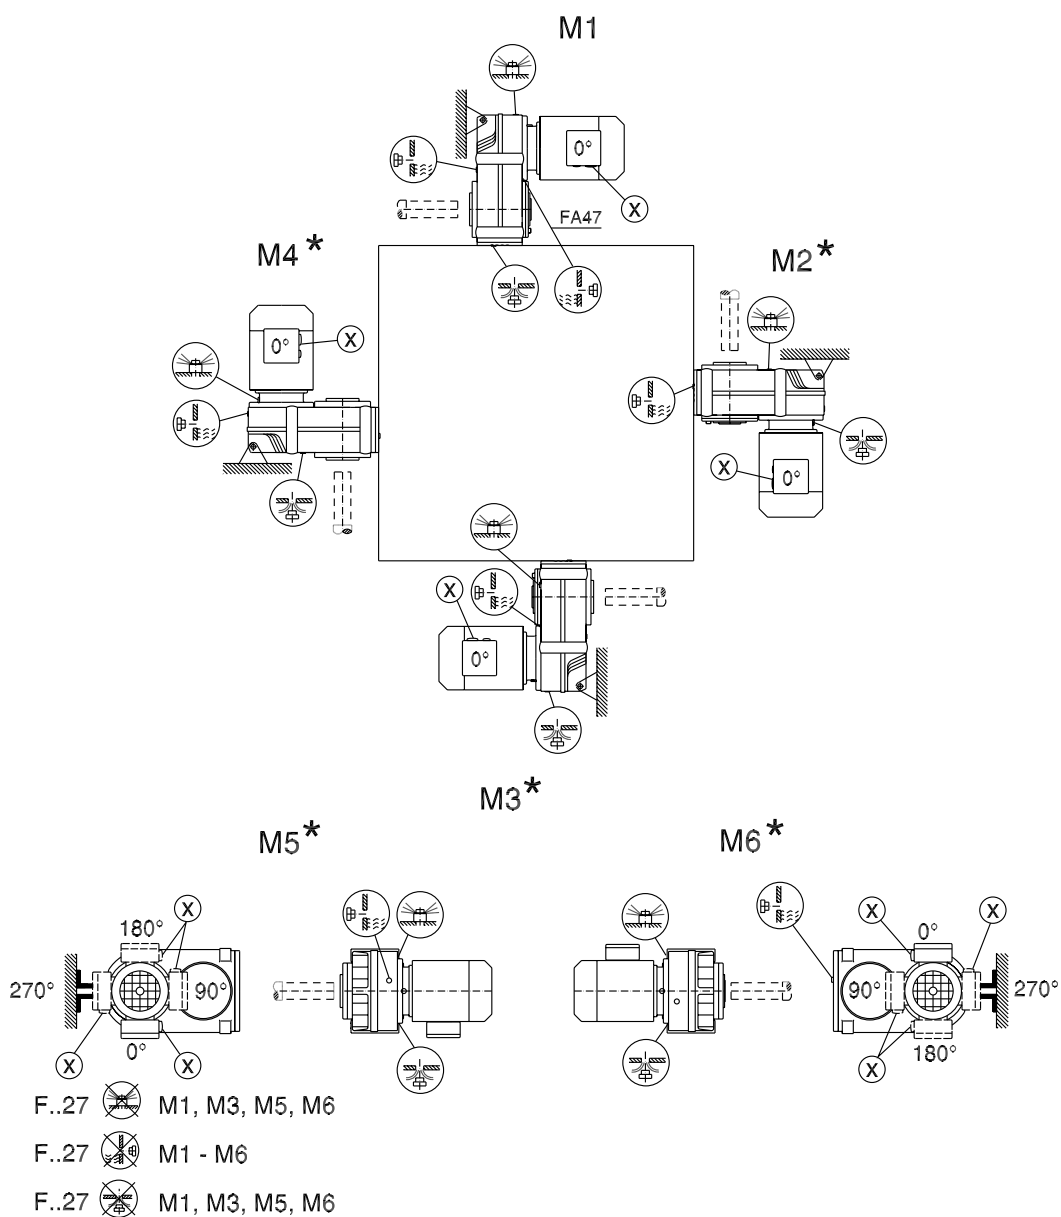 M1
0°
X
FA47
M4*
M2*
0°
X
X
0°
X
0°
M3*
M5*
M6*
X
180°
270°
90°
0°
X
X
X
X
0°
90°
270°
180°
X
F..27 M1, M3, M5, M6
F..27 M1 - M6
F..27 M1, M3, M5, M6